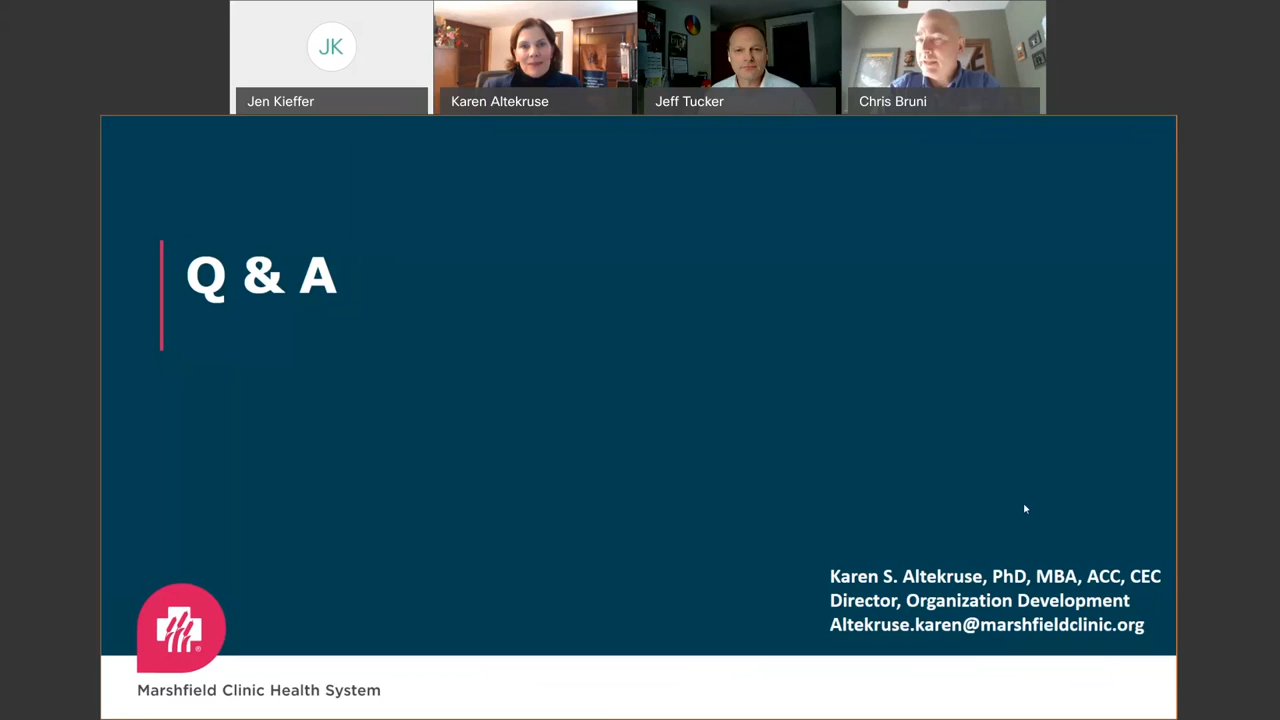 JK
Jen Kieffer
Karen Altekruse
Jeff Tucker
Chris Bruni
Q & A
Karen S. Altekruse, PhD, MBA, ACC, CEC
Director, Organization Development
Altekruse.karen@marshfieldclinic.org
®
Marshfield Clinic Health System